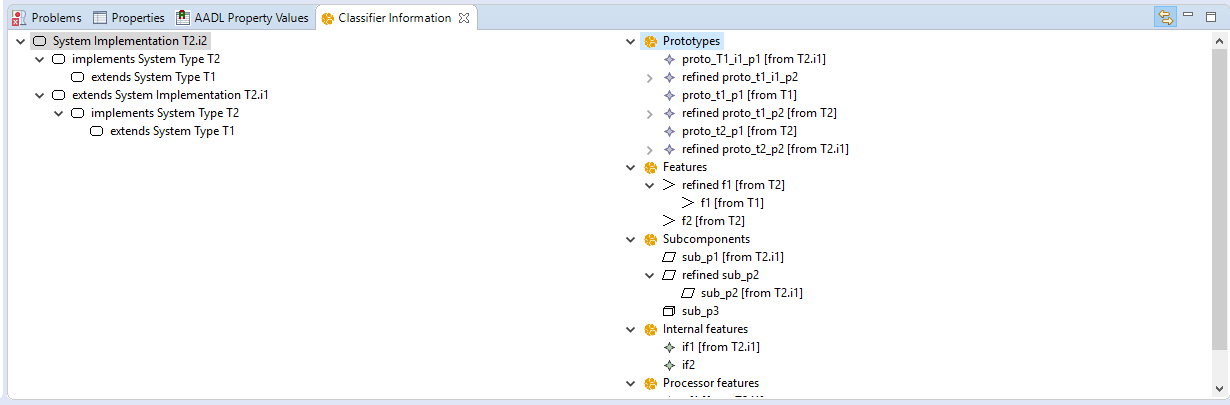 Problems Properties AADL Property Values Classifier Information
System Implementation T2.i2
implements System Type T2
extends System Type T1
extends System Implementation T2.i1
implements System Type T2
extends System Type T1
Prototypes
proto_T1_i1_p1 [from T2.i1]
refined proto_t1_i1_p2
proto_t1_p1 [from T1]
refined proto_t1_p2 [from T2]
proto_t2_p1 [from T2]
refined proto_t2_p2 [from T2.i1]
Features
refined f1 [from T2]
f1 [from T1]
f2 [from T2]
Subcomponents
sub_p1 [from T2.i1]
refined sub_p2
sub_p2 [from T2.i1]
sub_p3
Internal features
if1 [from T2.i1]
if2
Processor features